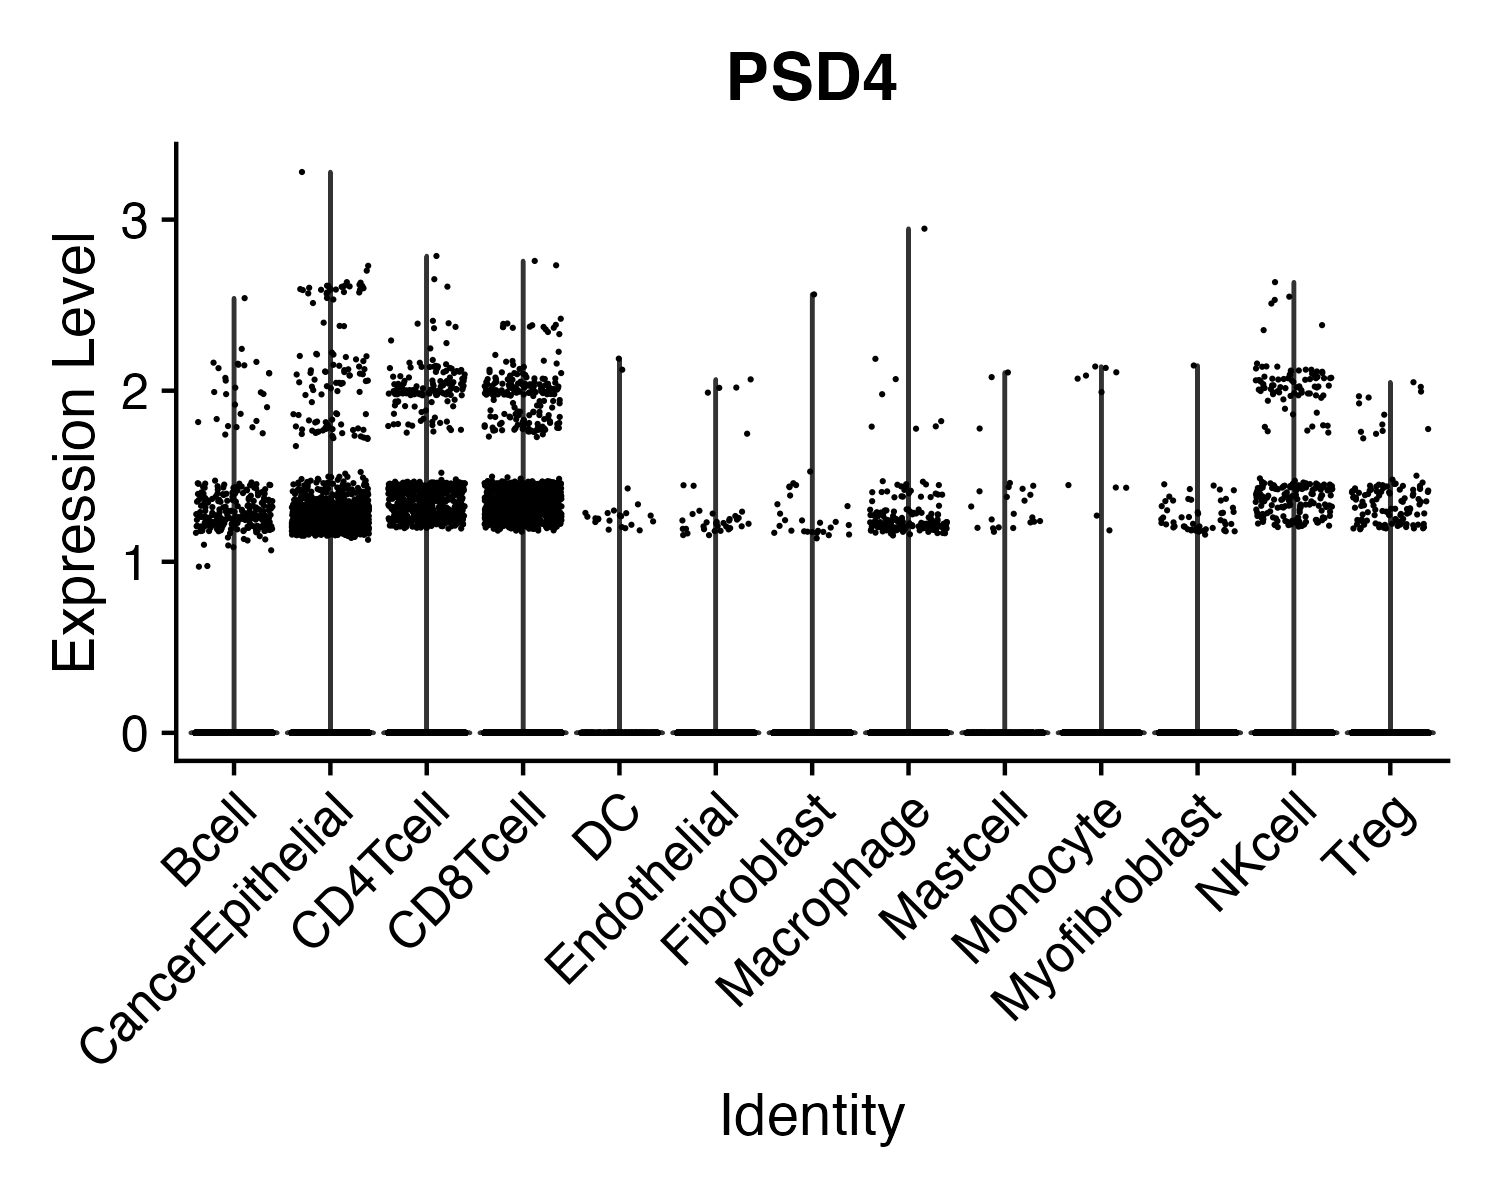 PSD4
Expression Level
3
2
1
0
Bcell
CancerEpithelial
CD4Tcell
CD8Tcell
DC
Endothelial
Fibroblast
Macrophage
Mastcell
Monocyte
Myofibroblast
NKcell
Treg
Identity